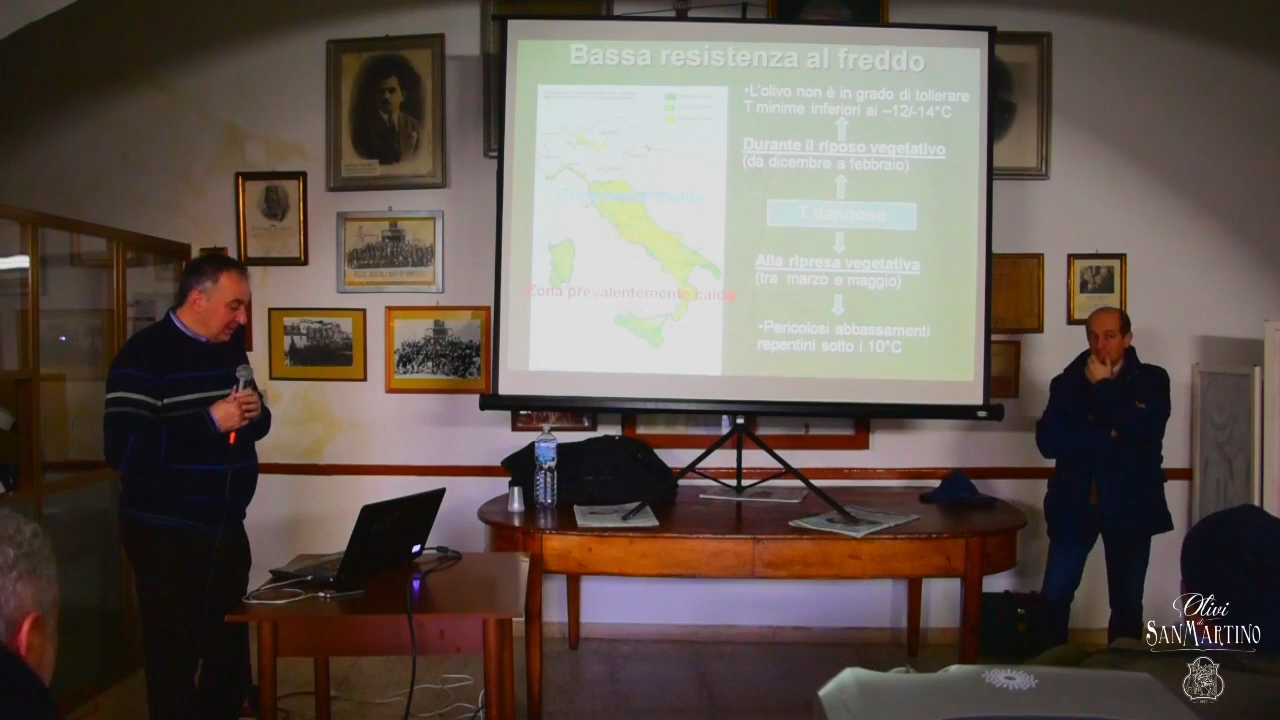 Bassa resistenza al freddo
•L'olivo non è in grado di tollerare
T minime inferiori ai –12/-14°C
Durante il riposo vegetativo
(da dicembre a febbraio)
T dannose
Alla ripresa vegetativa
(tra marzo e maggio)
•Pericolosi abbassamenti
repentini sotto i 10°C
Zona prevalentemente calda
Olivi
di
SANMARTINO